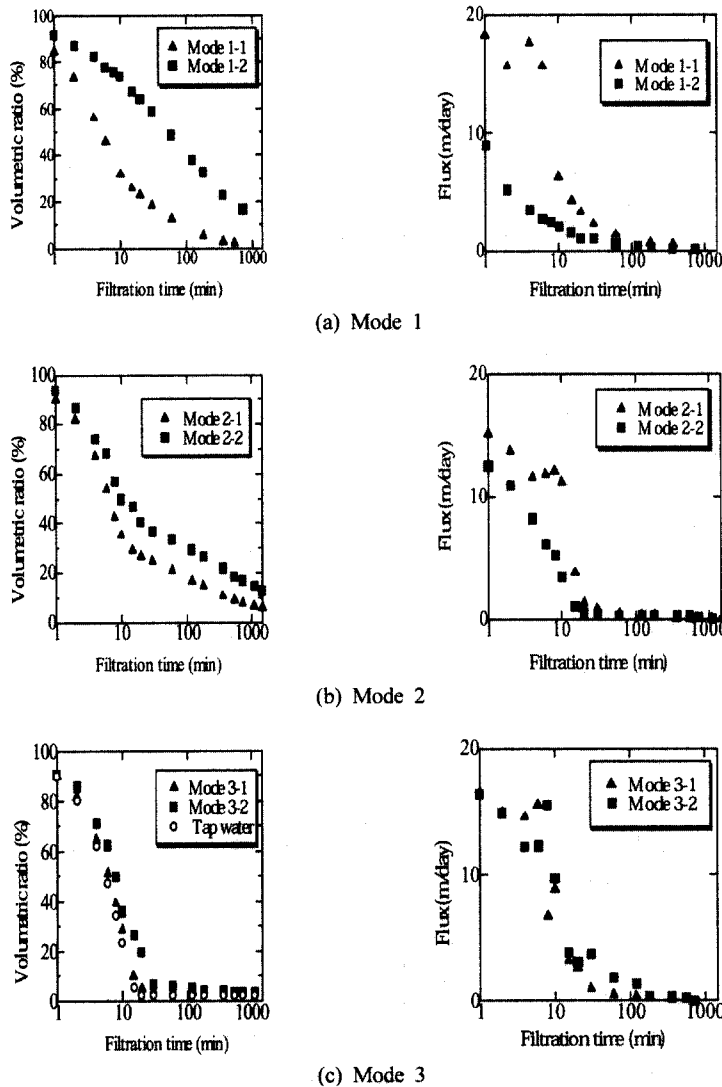 100
80
60
40
20
0
Volumetric ratio (%)
Mode 1-1
Mode 1-2
1 10 100 1000
Filtration time (min)
20
10
0
Flux(m/day)
Mode 1-1
Mode 1-2
1 10 100 1000
Filtration time(min)
(a) Mode 1
100
80
60
40
20
0
Volumetric ratio (%)
Mode 2-1
Mode 2-2
1 10 100 1000
Filtration time (min)
20
10
0
Flux(m/day)
Mode 2-1
Mode 2-2
1 10 100 1000
Filtration time (min)
(b) Mode 2
100
80
60
40
20
0
Volumetric ratio (%)
Mode 3-1
Mode 3-2
Tap water
1 10 100 1000
Filtration time (min)
20
10
0
Flux(m/day)
Mode 3-1
Mode 3-2
1 10 100 1000
Filtration time (min)
(c) Mode 3